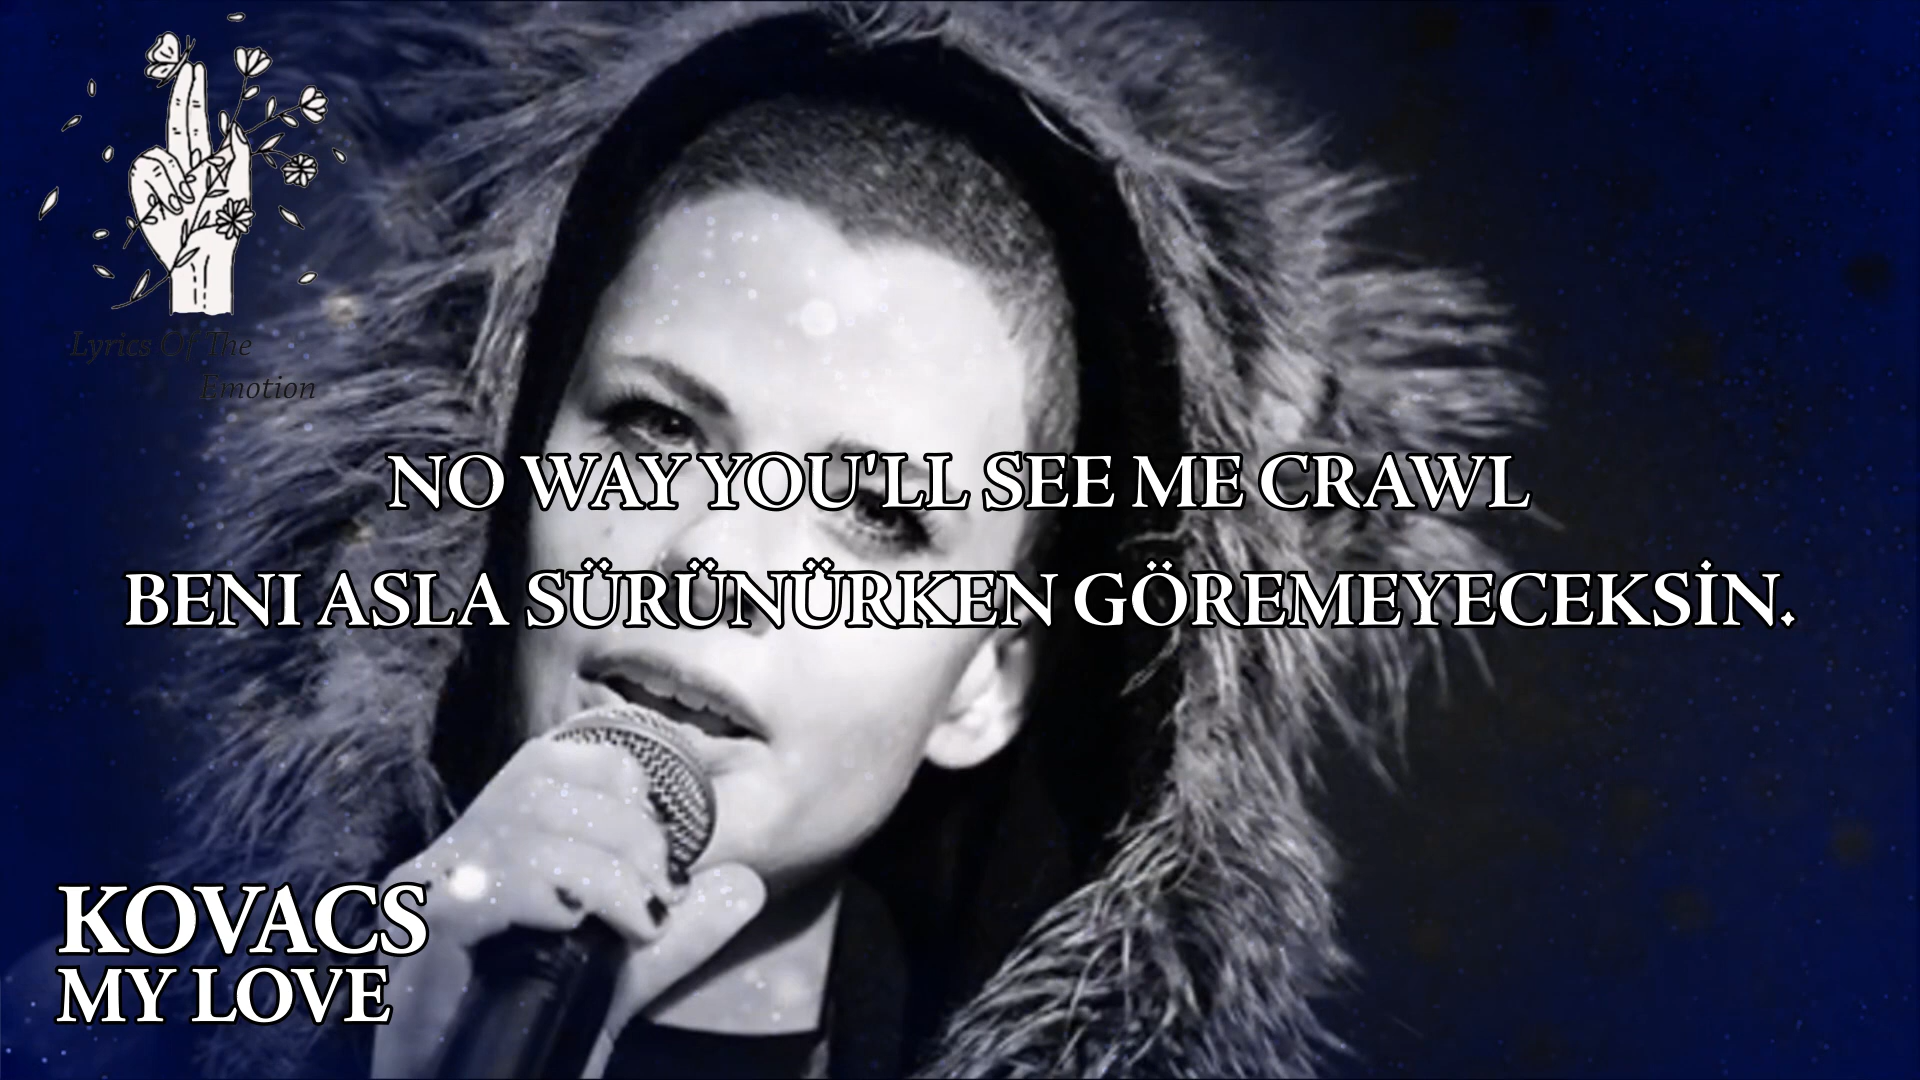 Lyrics Of The
Emotion
NO WAY YOU'LL SEE ME CRAWL
BENI ASLA SÜRÜNÜRKEN GÖREMEYECEKSİN.
KOVACS
MY LOVE